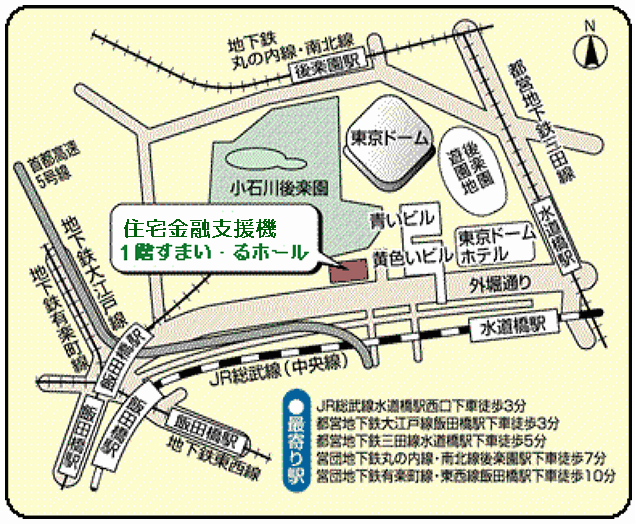 N
地下鉄
丸の内線・南北線
後楽園駅
都営地下鉄三田線
首都高速
5号線
東京ドーム
後楽園
遊園地
小石川後楽園
住宅金融支援機
1階すまい・るホール
青いビル
黄色いビル
東京ドーム
ホテル
水道橋駅
外堀通り
地下鉄大江戸線
地下鉄有楽町線
水道橋駅
JR総武線(中央線)
飯田橋駅
飯田橋駅
飯田橋駅
飯田橋駅
地下鉄東西線
最寄り駅
JR総武線水道橋駅西口下車徒歩3分
都営地下鉄大江戸線飯田橋駅下車徒歩3分
都営地下鉄三田線水道橋駅下車徒歩5分
営団地下鉄丸の内線・南北線後楽園駅下車徒歩7分
営団地下鉄有楽町線・東西線飯田橋駅下車徒歩10分